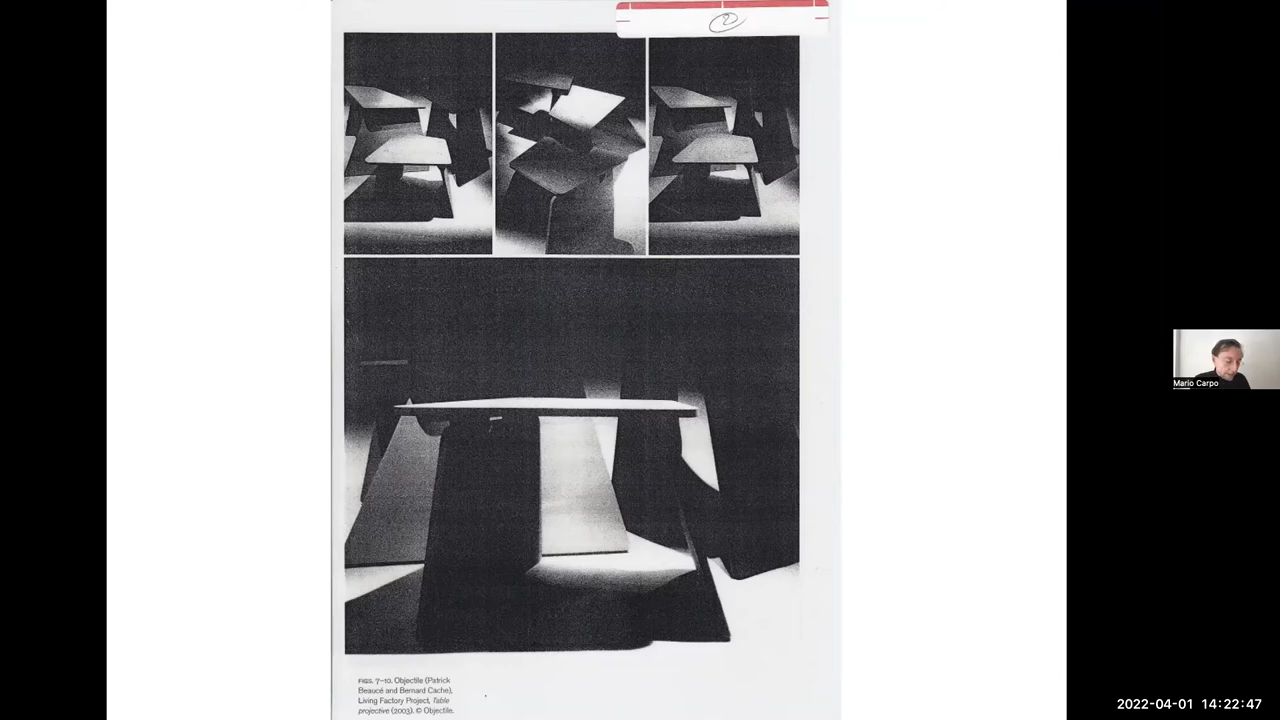 2
FIGS. 7–10. Objectile (Patrick
Beaucé and Bernard Cache),
Living Factory Project, Table
projective (2003). © Objectile.
Mario Carpo
2022-04-01 14:22:47